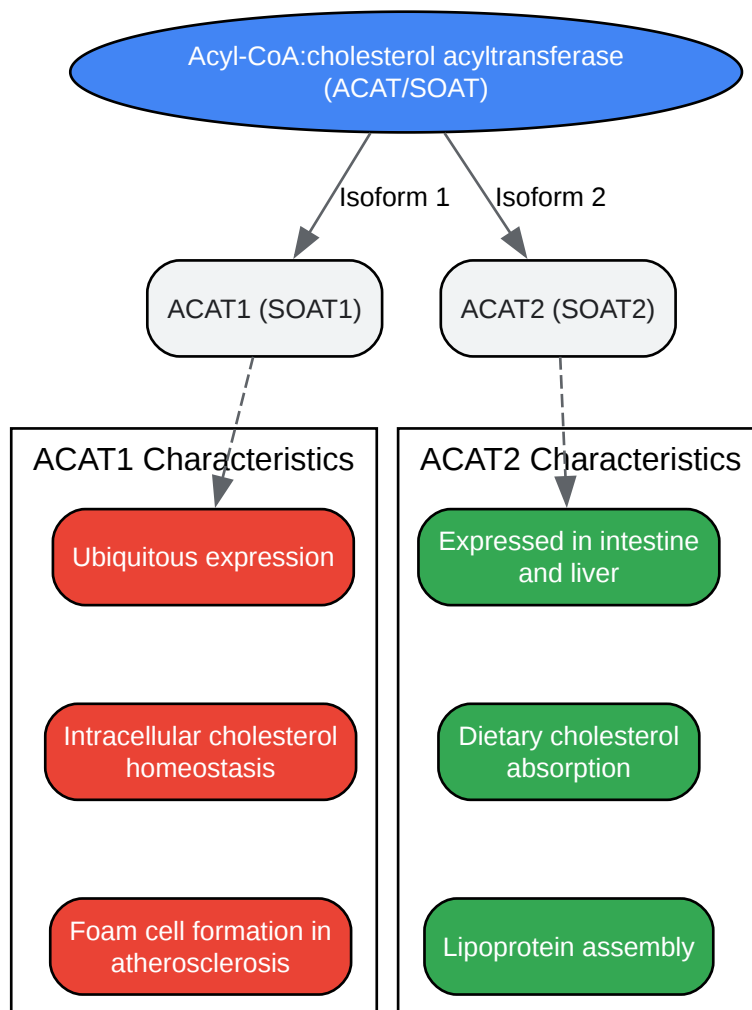 Acyl-CoA:cholesterol acyltransferase
(ACAT/SOAT)
Isoform 1
Isoform 2
ACAT1 (SOAT1)
ACAT2 (SOAT2)
ACAT1 Characteristics
Ubiquitous expression
Intracellular cholesterol
homeostasis
Foam cell formation in
atherosclerosis
ACAT2 Characteristics
Expressed in intestine
and liver
Dietary cholesterol
absorption
Lipoprotein assembly